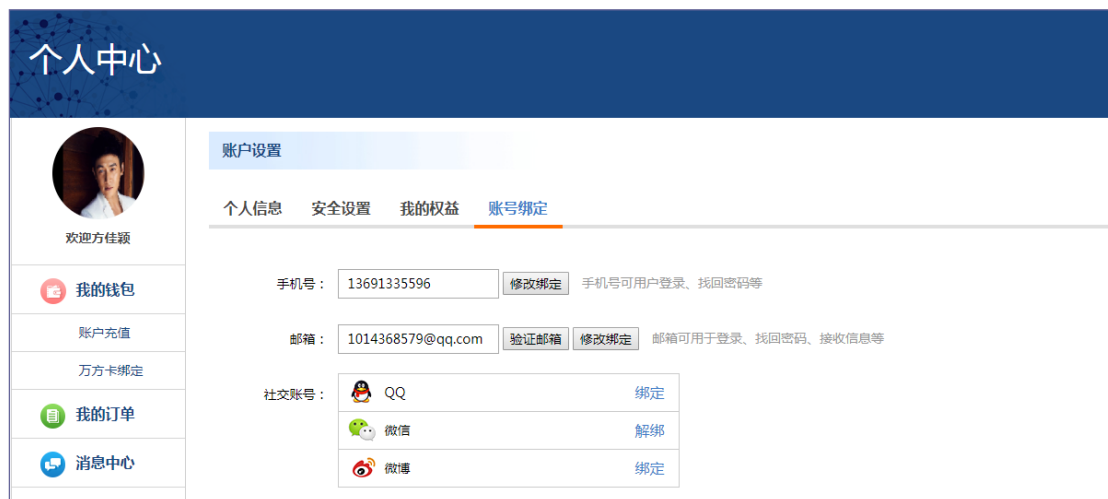 个人中心
欢迎方佳颖
我的钱包
账户充值
万方卡绑定
我的订单
消息中心
账户设置
个人信息 安全设置 我的权益 账号绑定
手机号： 13691335596 修改绑定 手机号可用户登录、找回密码等
邮箱： 1014368579@qq.com 验证邮箱 修改绑定 邮箱可用于登录、找回密码、接收信息等
社交账号： QQ 绑定
微信 解绑
微博 绑定